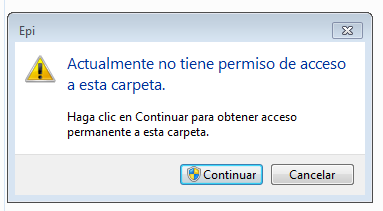 Epi
Actualmente no tiene permiso de acceso
a esta carpeta.
Haga clic en Continuar para obtener acceso
permanente a esta carpeta.
Continuar
Cancelar